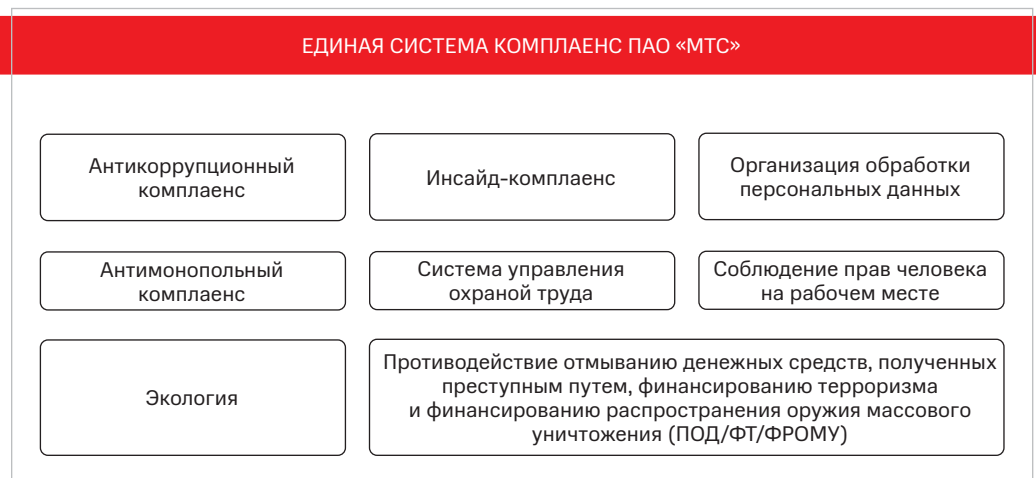 ЕДИНАЯ СИСТЕМА КОМПЛАЕНС ПАО «МТС»
Антикоррупционный
комплаенс
Инсайд-комплаенс
Организация обработки
персональных данных
Антимонопольный
комплаенс
Система управления
охраной труда
Соблюдение прав человека
на рабочем месте
Экология
Противодействие отмыванию денежных средств, полученных
преступным путем, финансированию терроризма
и финансированию распространения оружия массового
уничтожения (ПОД/ФТ/ФРОМУ)